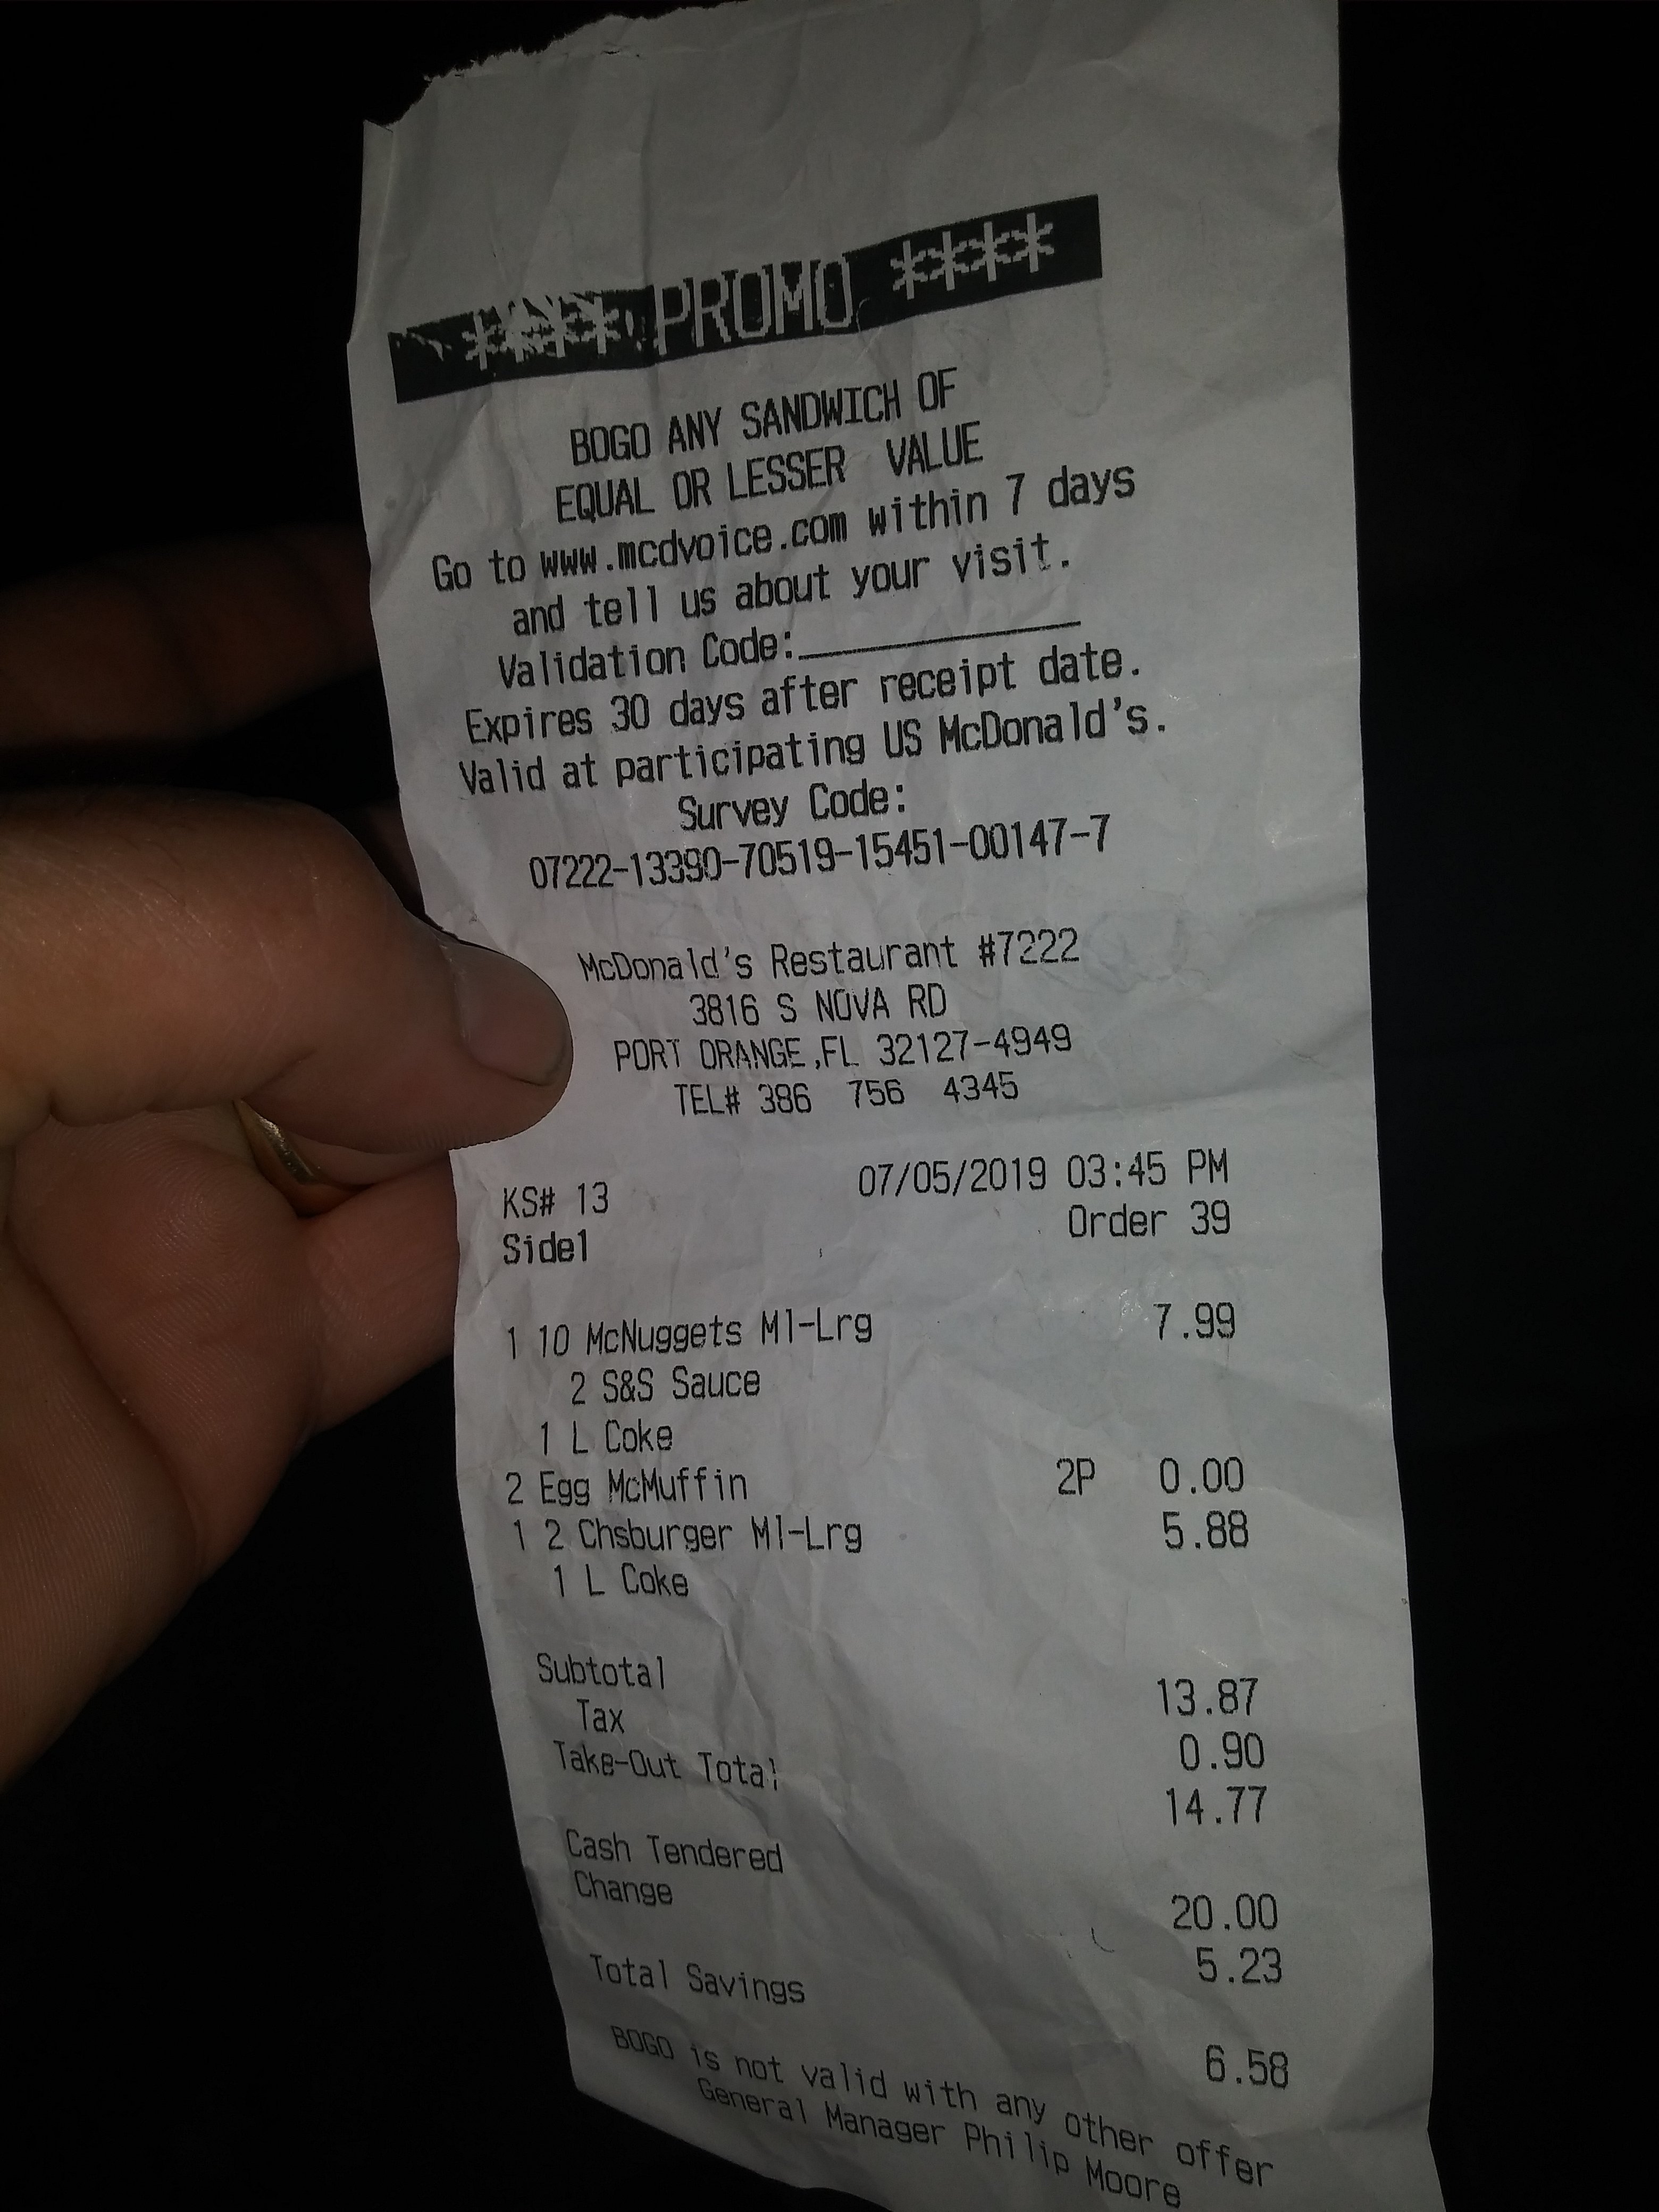 **** PROMO ****
BOGO ANY SANDWICH OF
EQUAL OR LESSER VALUE
Go to www.mcdvoice.com within 7 days
and tell us about your visit.
Validation Code:__________
Expires 30 days after receipt date.
Valid at participating US McDonald's.
Survey Code:
07222-13390-70519-15451-00147-7
McDonald's Restaurant #7222
3816 S NOVA RD
PORT ORANGE ,FL 32127-4949
TEL# 386 756 4345
KS# 13 07/05/2019 03:45 PM
Side1 Order 39
1 10 McNuggets Ml-Lrg 7.99
2 S&S Sauce
1 L Coke
2 Egg McMuffin 2P 0.00
1 2 Chsburger Ml-Lrg 5.88
1 L Coke
Subtotal 13.87
Tax 0.90
Take-Out Total 14.77
Cash Tendered 20.00
Change 5.23
Total Savings 6.58
BOGO is not valid with any other offer
General Manager Philip Moore